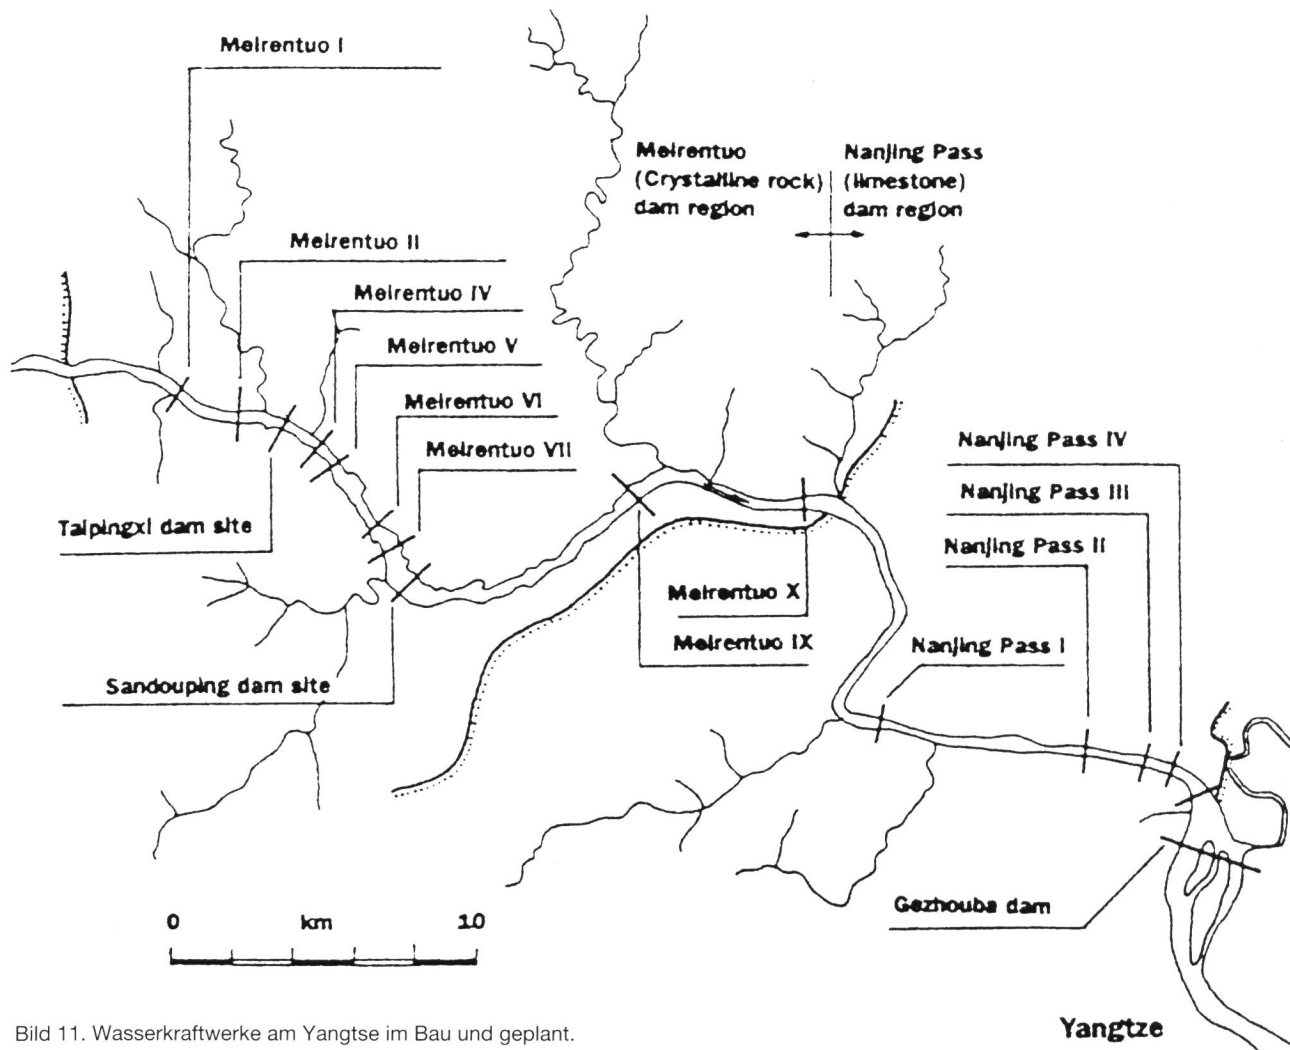 Meirentuo I
Meirentuo
(Crystalline rock)
dam region
Nanjing Pass
(limestone)
dam region
Meirentuo II
Meirentuo IV
Meirentuo V
Meirentuo VI
Meirentuo VII
Nanjing Pass IV
Nanjing Pass III
Nanjing Pass II
Taipingxi dam site
Meirentuo X
Meirentuo IX
Nanjing Pass I
Sandouping dam site
Gezhouba dam
0 km 10
Yangtze
Bild 11. Wasserkraftwerke am Yangtse im Bau und geplant.